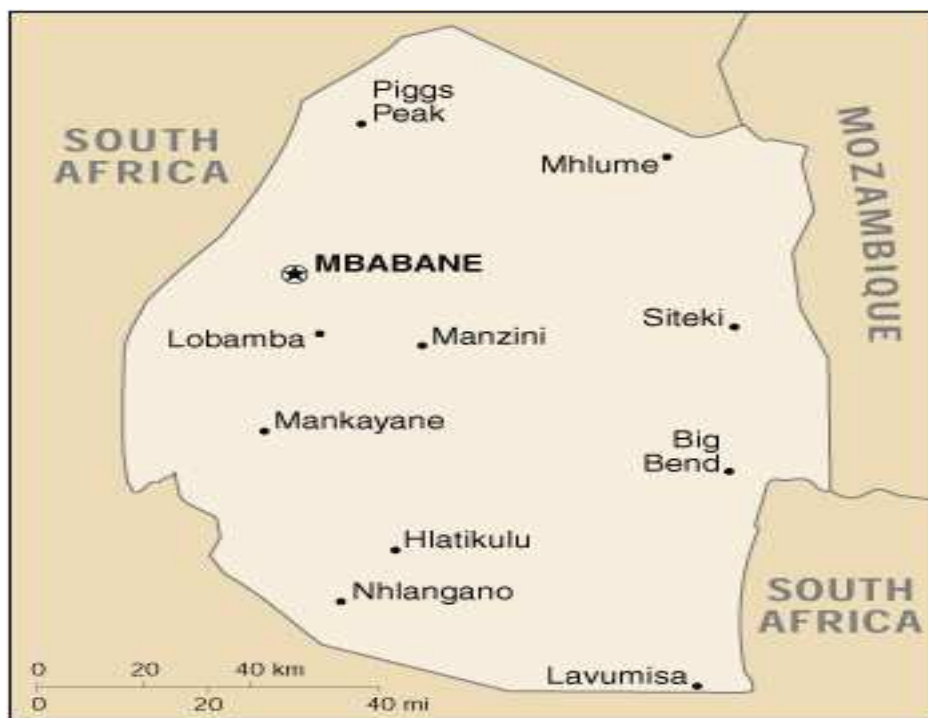 Piggs
Peak
SOUTH
AFRICA
MOZAMBIQUE
Mhlume
MBABANE
Siteki
Lobamba
Manzini
Mankayane
Big
Bend
Hlatikulu
Nhlangano
SOUTH
AFRICA
Lavumisa
0 20 40 km
0 20 40 mi